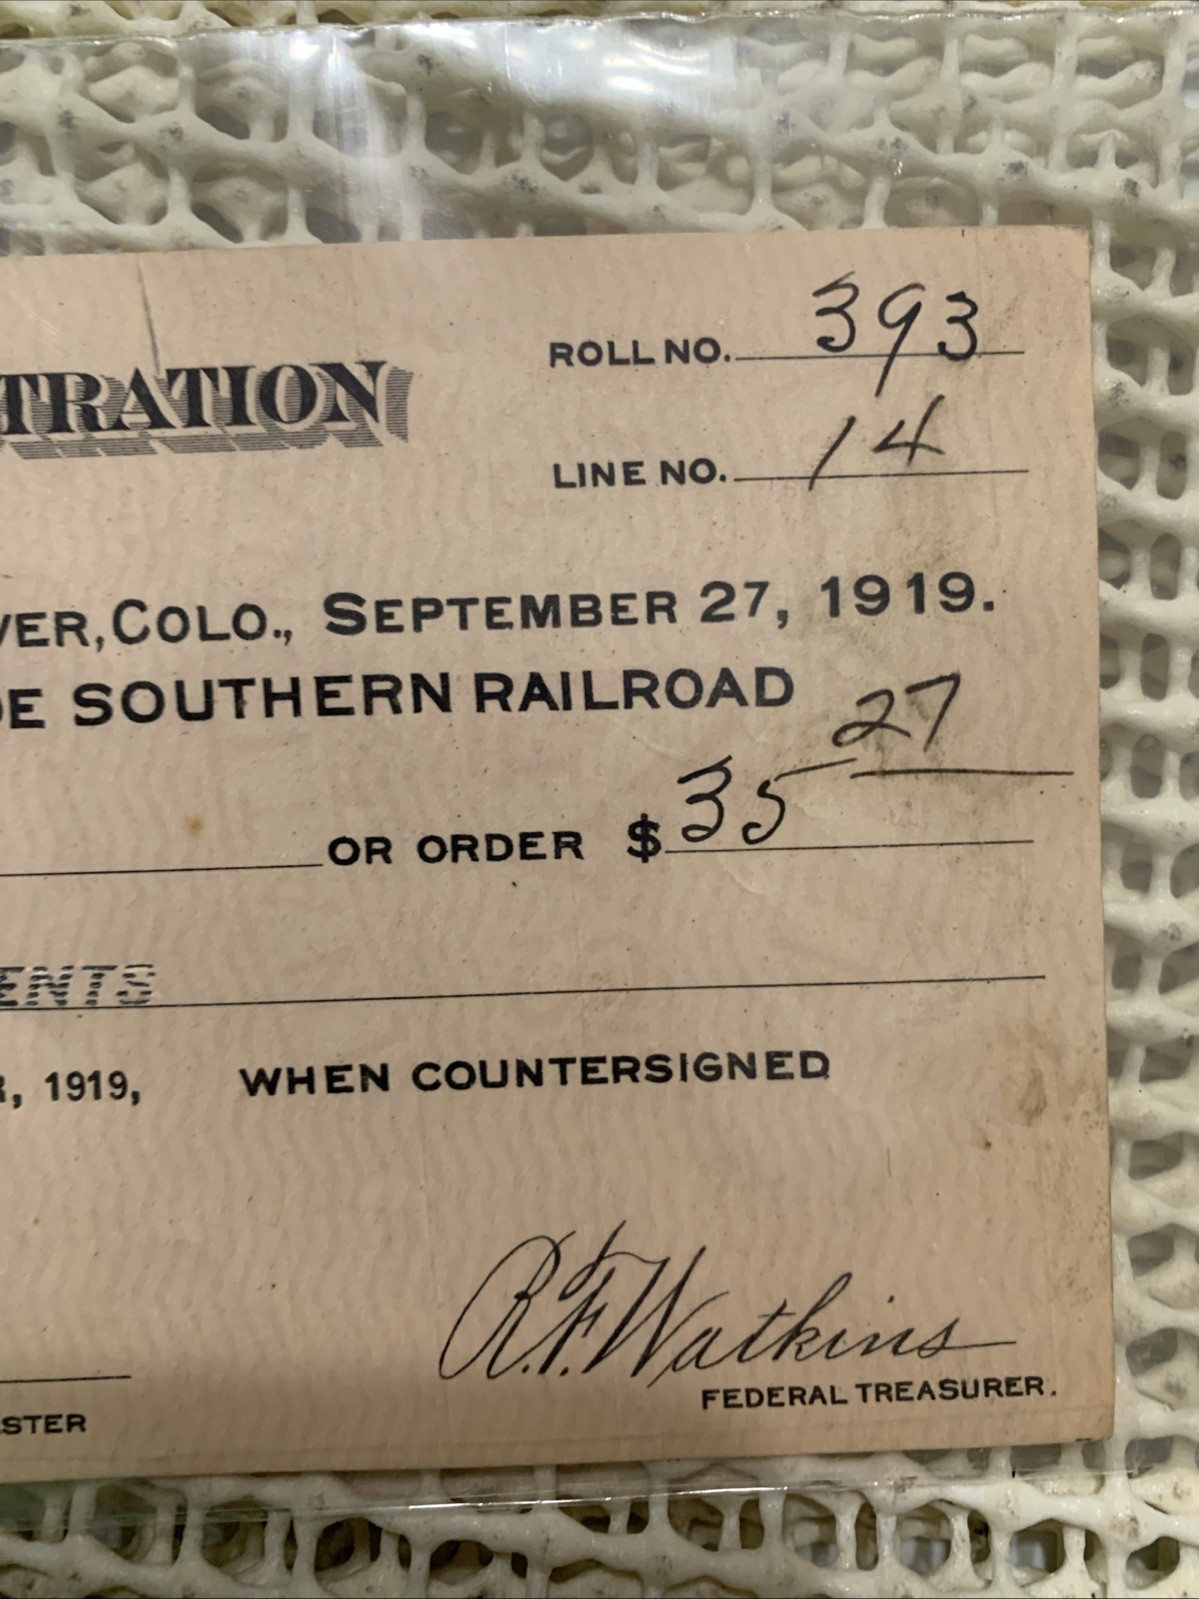 TRATION
ROLL NO. 393
LINE NO. 14
VER, COLO., SEPTEMBER 27, 1919.
DE SOUTHERN RAILROAD
OR ORDER $ 35 27
ENTS
R, 1919, WHEN COUNTERSIGNED
R.F. Watkins
FEDERAL TREASURER.
STER